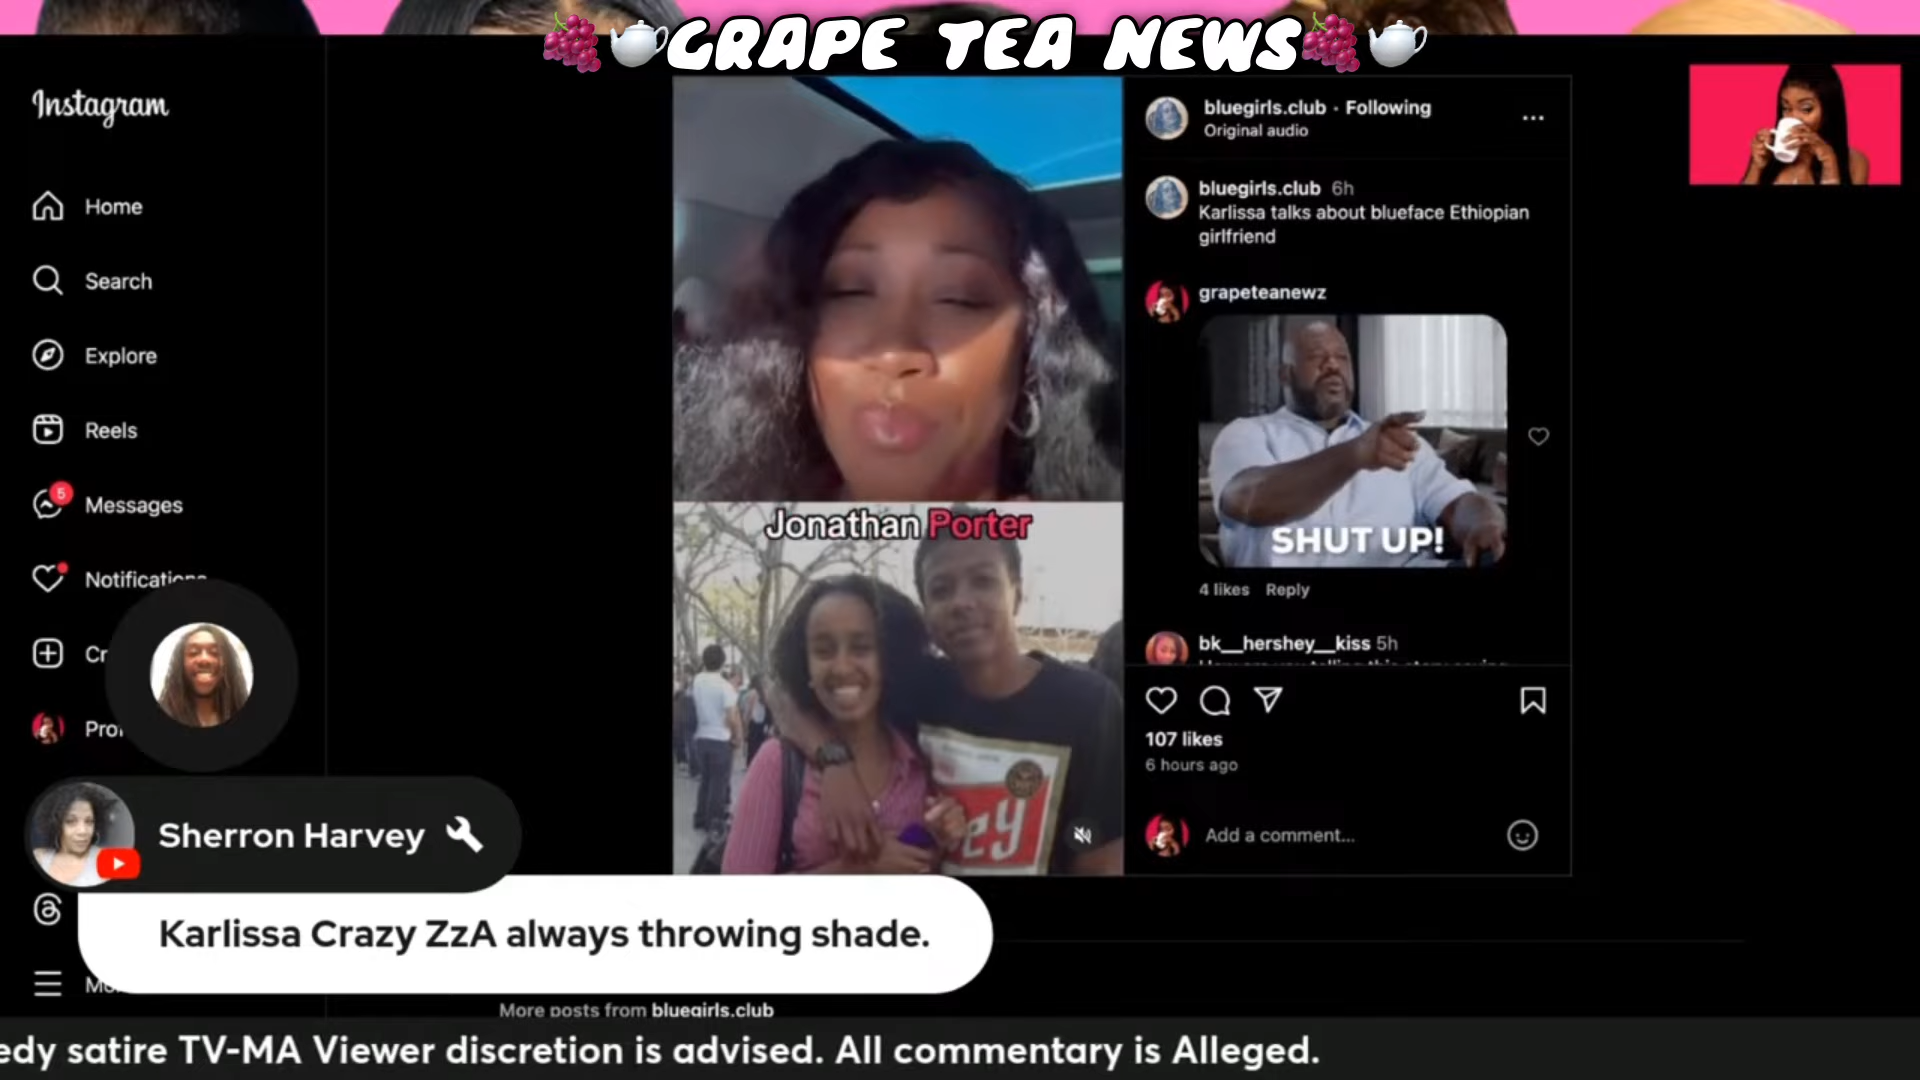 GRAPE TEA NEWS
Instagram
Home
Search
Explore
Reels
5
Messages
Notifications
Cr
Pro
bluegirls.club · Following
Original audio
bluegirls.club 6h
Karlissa talks about blueface Ethiopian
girlfriend
grapeteanewz
SHUT UP!
4 likes Reply
bk__hershey__kiss 5h
107 likes
6 hours ago
Add a comment...
Jonathan Porter
Sherron Harvey
Karlissa Crazy ZzA always throwing shade.
More posts from bluegirls.club
edy satire TV-MA Viewer discretion is advised. All commentary is Alleged.